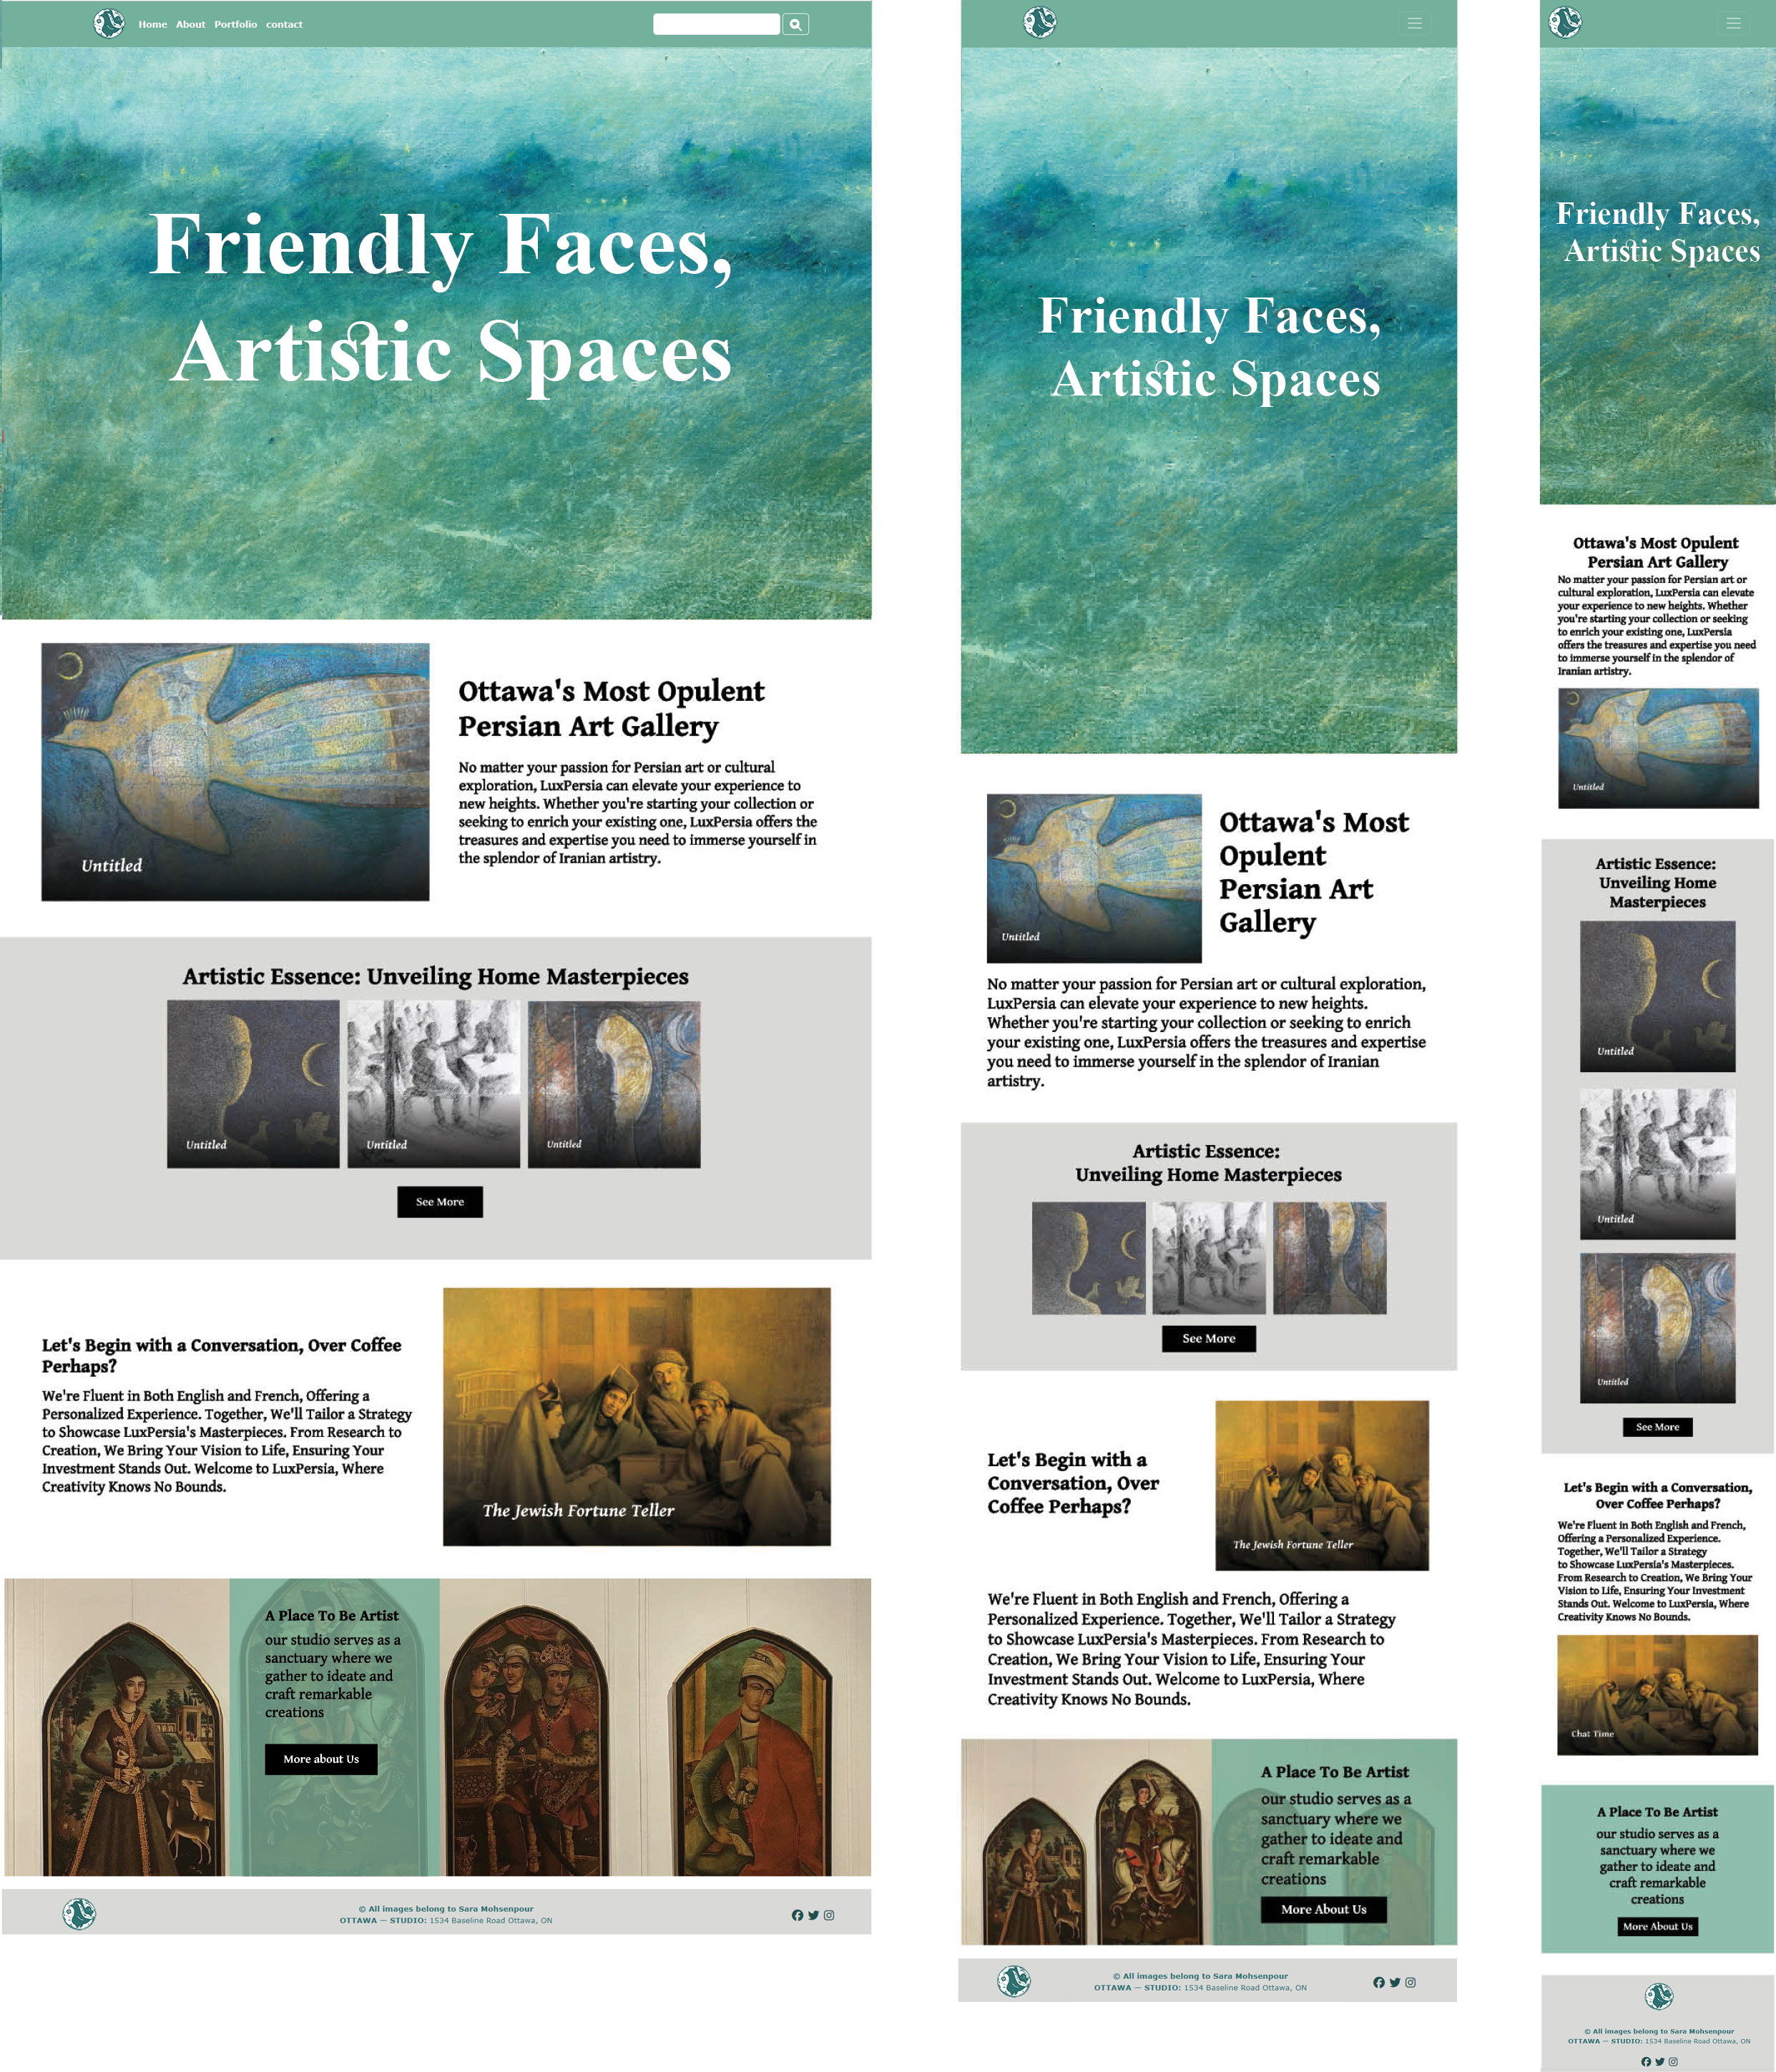 Home About Portfolio contact
Friendly Faces,
Artistic Spaces
Untitled
Ottawa's Most Opulent
Persian Art Gallery
No matter your passion for Persian art or cultural
exploration, LuxPersia can elevate your experience to
new heights. Whether you're starting your collection or
seeking to enrich your existing one, LuxPersia offers the
treasures and expertise you need to immerse yourself in
the splendor of Iranian artistry.
Artistic Essence: Unveiling Home Masterpieces
Untitled
Untitled
Untitled
See More
Let's Begin with a Conversation, Over Coffee
Perhaps?
We're Fluent in Both English and French, Offering a
Personalized Experience. Together, We'll Tailor a Strategy
to Showcase LuxPersia's Masterpieces. From Research to
Creation, We Bring Your Vision to Life, Ensuring Your
Investment Stands Out. Welcome to LuxPersia, Where
Creativity Knows No Bounds.
The Jewish Fortune Teller
A Place To Be Artist
our studio serves as a
sanctuary where we
gather to ideate and
craft remarkable
creations
More about Us
© All images belong to Sara Mohsenpour
OTTAWA — STUDIO: 1534 Baseline Road Ottawa, ON
Friendly Faces,
Artistic Spaces
Untitled
Ottawa's Most
Opulent
Persian Art
Gallery
No matter your passion for Persian art or cultural exploration,
LuxPersia can elevate your experience to new heights.
Whether you're starting your collection or seeking to enrich
your existing one, LuxPersia offers the treasures and expertise
you need to immerse yourself in the splendor of Iranian
artistry.
Artistic Essence:
Unveiling Home Masterpieces
See More
Let's Begin with a
Conversation, Over
Coffee Perhaps?
The Jewish Fortune Teller
We're Fluent in Both English and French, Offering a
Personalized Experience. Together, We'll Tailor a Strategy
to Showcase LuxPersia's Masterpieces. From Research to
Creation, We Bring Your Vision to Life, Ensuring Your
Investment Stands Out. Welcome to LuxPersia, Where
Creativity Knows No Bounds.
A Place To Be Artist
our studio serves as a
sanctuary where we
gather to ideate and
craft remarkable
creations
More About Us
© All images belong to Sara Mohsenpour
OTTAWA — STUDIO: 1534 Baseline Road Ottawa, ON
Friendly Faces,
Artistic Spaces
Ottawa's Most Opulent
Persian Art Gallery
No matter your passion for Persian art or
cultural exploration, LuxPersia can elevate
your experience to new heights. Whether
you're starting your collection or seeking
to enrich your existing one, LuxPersia
offers the treasures and expertise you need
to immerse yourself in the splendor of
Iranian artistry.
Untitled
Artistic Essence:
Unveiling Home
Masterpieces
Untitled
Untitled
Untitled
See More
Let's Begin with a Conversation,
Over Coffee Perhaps?
We're Fluent in Both English and French,
Offering a Personalized Experience.
Together, We'll Tailor a Strategy
to Showcase LuxPersia's Masterpieces.
From Research to Creation, We Bring Your
Vision to Life, Ensuring Your Investment
Stands Out. Welcome to LuxPersia, Where
Creativity Knows No Bounds.
Chat Time
A Place To Be Artist
our studio serves as a
sanctuary where we
gather to ideate and
craft remarkable
creations
More About Us
© All images belong to Sara Mohsenpour
OTTAWA — STUDIO: 1534 Baseline Road Ottawa, ON